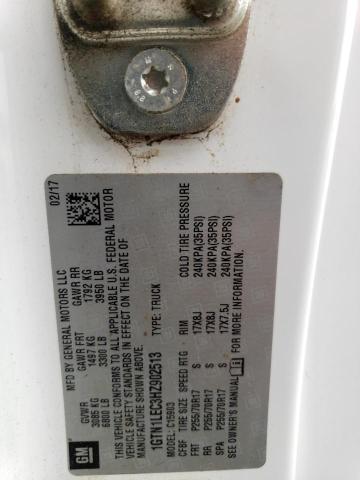 MFD BY GENERAL MOTORS LLC
02/17
GVWR GAWR FRT GAWR RR
3085 KG 1497 KG 1792 KG
6800 LB 3300 LB 3950 LB
THIS VEHICLE CONFORMS TO ALL APPLICABLE U.S. FEDERAL MOTOR
VEHICLE SAFETY STANDARDS IN EFFECT ON THE DATE OF
MANUFACTURE SHOWN ABOVE.
1GTN1LEC3HZ902513
TYPE: TRUCK
MODEL: C15903
CFBF TIRE SIZE SPEED RTG RIM COLD TIRE PRESSURE
FRT P255/70R17 S 17X8J 240KPA(35PSI)
RR P255/70R17 S 17X8J 240KPA(35PSI)
SPA P255/70R17 S 17X7.5J 240KPA(35PSI)
SEE OWNER'S MANUAL FOR MORE INFORMATION.
GM